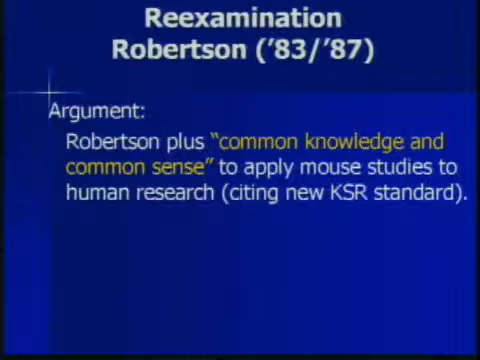 Reexamination
Robertson (’83/’87)
Argument:
Robertson plus “common knowledge and
common sense” to apply mouse studies to
human research (citing new KSR standard).